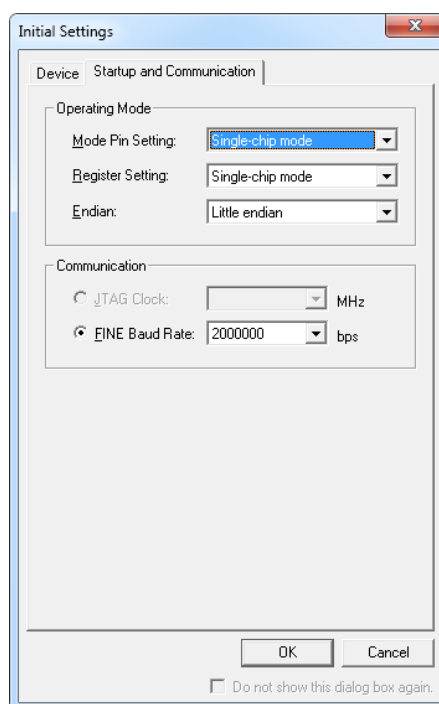 Initial Settings
Device Startup and Communication
Operating Mode
Mode Pin Setting: Single-chip mode
Register Setting: Single-chip mode
Endian: Little endian
Communication
JTAG Clock: MHz
FINE Baud Rate: 2000000 bps
OK Cancel
Do not show this dialog box again.